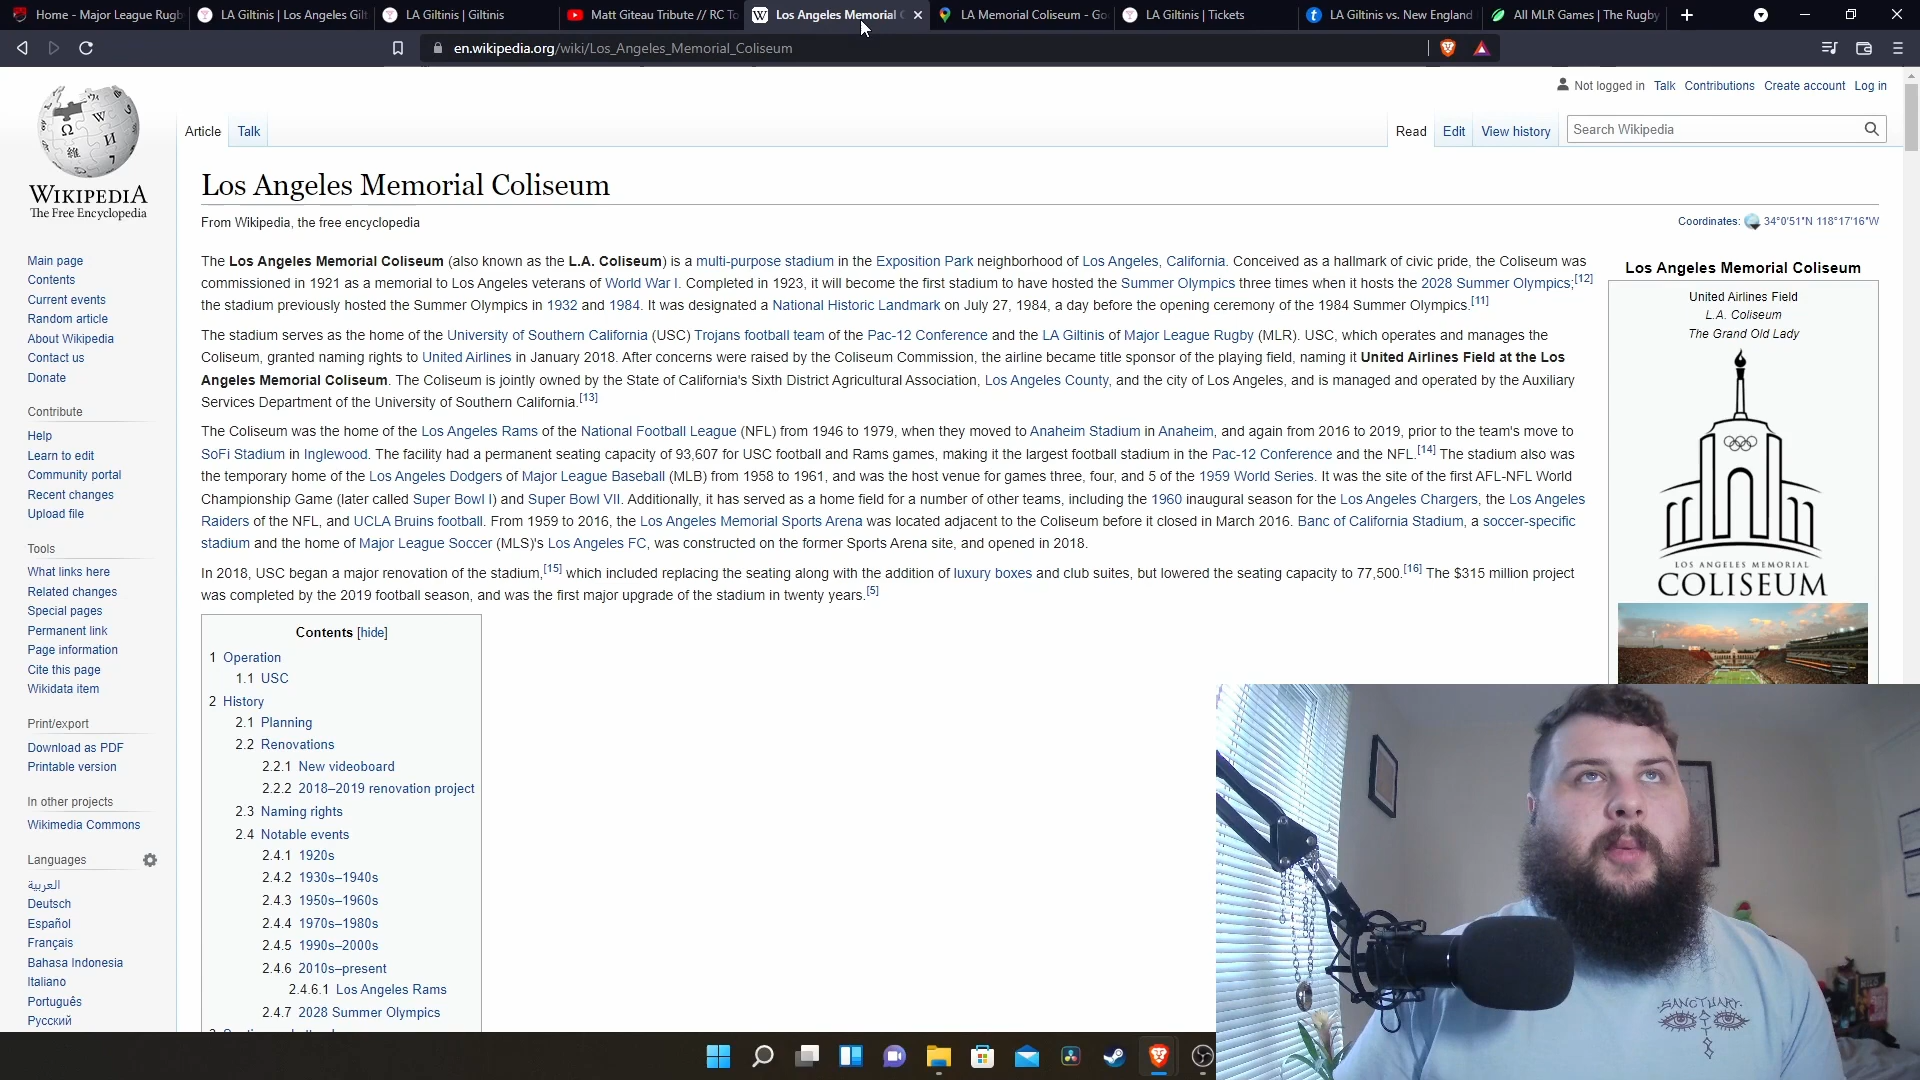 Home - Major League Rugb
LA Giltinis | Los Angeles Gilt
LA Giltinis | Giltinis
Matt Giteau Tribute // RC To
Los Angeles Memorial C
LA Memorial Coliseum - Goo
LA Giltinis | Tickets
LA Giltinis vs. New England
All MLR Games | The Rugby
en.wikipedia.org/wiki/Los_Angeles_Memorial_Coliseum
Not logged in Talk Contributions Create account Log in
Article Talk
Read Edit View history
Search Wikipedia
WIKIPEDIA
The Free Encyclopedia
Los Angeles Memorial Coliseum
From Wikipedia, the free encyclopedia
Coordinates: 34°0′51″N 118°17′16″W
The Los Angeles Memorial Coliseum (also known as the L.A. Coliseum) is a multi-purpose stadium in the Exposition Park neighborhood of Los Angeles, California. Conceived as a hallmark of civic pride, the Coliseum was
commissioned in 1921 as a memorial to Los Angeles veterans of World War I. Completed in 1923, it will become the first stadium to have hosted the Summer Olympics three times when it hosts the 2028 Summer Olympics;[12]
the stadium previously hosted the Summer Olympics in 1932 and 1984. It was designated a National Historic Landmark on July 27, 1984, a day before the opening ceremony of the 1984 Summer Olympics.[11]
The stadium serves as the home of the University of Southern California (USC) Trojans football team of the Pac-12 Conference and the LA Giltinis of Major League Rugby (MLR). USC, which operates and manages the
Coliseum, granted naming rights to United Airlines in January 2018. After concerns were raised by the Coliseum Commission, the airline became title sponsor of the playing field, naming it United Airlines Field at the Los
Angeles Memorial Coliseum. The Coliseum is jointly owned by the State of California's Sixth District Agricultural Association, Los Angeles County, and the city of Los Angeles, and is managed and operated by the Auxiliary
Services Department of the University of Southern California.[13]
The Coliseum was the home of the Los Angeles Rams of the National Football League (NFL) from 1946 to 1979, when they moved to Anaheim Stadium in Anaheim, and again from 2016 to 2019, prior to the team's move to
SoFi Stadium in Inglewood. The facility had a permanent seating capacity of 93,607 for USC football and Rams games, making it the largest football stadium in the Pac-12 Conference and the NFL.[14] The stadium also was
the temporary home of the Los Angeles Dodgers of Major League Baseball (MLB) from 1958 to 1961, and was the host venue for games three, four, and 5 of the 1959 World Series. It was the site of the first AFL-NFL World
Championship Game (later called Super Bowl I) and Super Bowl VII. Additionally, it has served as a home field for a number of other teams, including the 1960 inaugural season for the Los Angeles Chargers, the Los Angeles
Raiders of the NFL, and UCLA Bruins football. From 1959 to 2016, the Los Angeles Memorial Sports Arena was located adjacent to the Coliseum before it closed in March 2016. Banc of California Stadium, a soccer-specific
stadium and the home of Major League Soccer (MLS)'s Los Angeles FC, was constructed on the former Sports Arena site, and opened in 2018.
In 2018, USC began a major renovation of the stadium,[15] which included replacing the seating along with the addition of luxury boxes and club suites, but lowered the seating capacity to 77,500.[16] The $315 million project
was completed by the 2019 football season, and was the first major upgrade of the stadium in twenty years.[5]
Los Angeles Memorial Coliseum
United Airlines Field
L.A. Coliseum
The Grand Old Lady
LOS ANGELES MEMORIAL
COLISEUM
Main page
Contents
Current events
Random article
About Wikipedia
Contact us
Donate
Contribute
Help
Learn to edit
Community portal
Recent changes
Upload file
Tools
What links here
Related changes
Special pages
Permanent link
Page information
Cite this page
Wikidata item
Print/export
Download as PDF
Printable version
In other projects
Wikimedia Commons
Languages
العربية
Deutsch
Español
Français
Bahasa Indonesia
Italiano
Português
Русский
Contents [hide]
1 Operation
1.1 USC
2 History
2.1 Planning
2.2 Renovations
2.2.1 New videoboard
2.2.2 2018–2019 renovation project
2.3 Naming rights
2.4 Notable events
2.4.1 1920s
2.4.2 1930s–1940s
2.4.3 1950s–1960s
2.4.4 1970s–1980s
2.4.5 1990s–2000s
2.4.6 2010s–present
2.4.6.1 Los Angeles Rams
2.4.7 2028 Summer Olympics
SANCTUARY